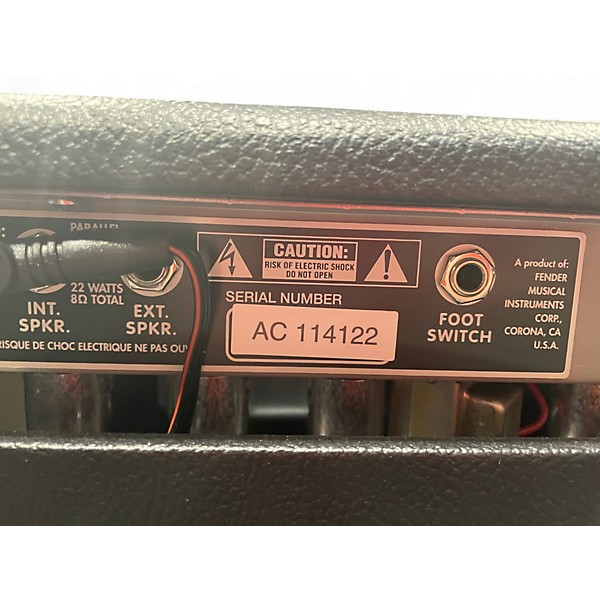 PARALLEL
22 WATTS
8Ω TOTAL
INT.
SPKR.
EXT.
SPKR.
RISQUE DE CHOC ELECTRIQUE NE PAS OUV
CAUTION:
RISK OF ELECTRIC SHOCK
DO NOT OPEN
SERIAL NUMBER
AC 114122
FOOT
SWITCH
A product of:
FENDER
MUSICAL
INSTRUMENTS
CORP.,
CORONA, CA
U.S.A.